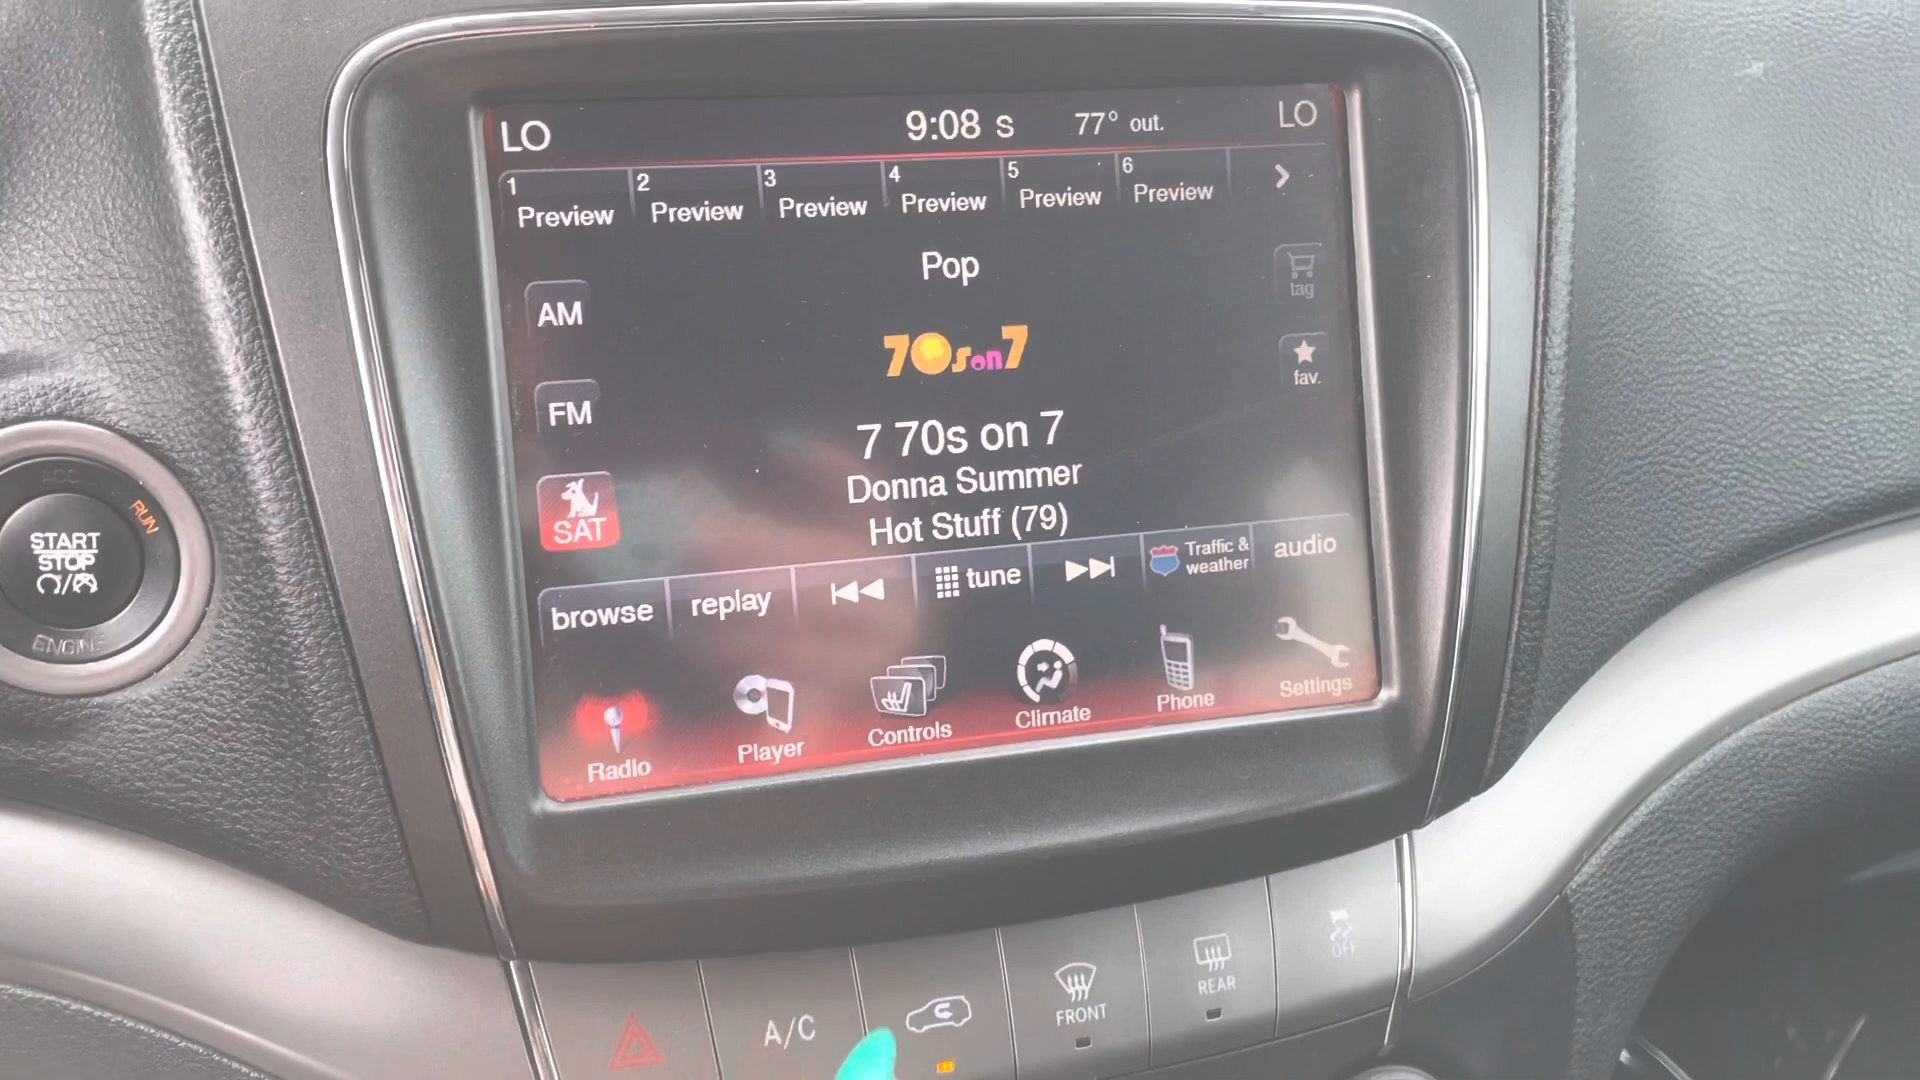 LO 9:08 S 77° out. LO
1 Preview 2 Preview 3 Preview 4 Preview 5 Preview 6 Preview
Pop
tag
AM
70s on 7
fav.
FM
7 70s on 7
Donna Summer
SAT
Hot Stuff (79)
browse replay tune Traffic & weather audio
Radio Player Controls Climate Phone Settings
ACC
RUN
START
STOP
ENGINE
A/C
FRONT
REAR
OFF